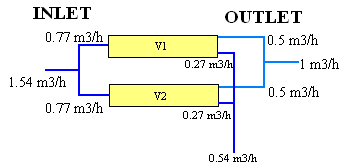 INLET
OUTLET
0.77 m3/h
V1
0.5 m3/h
0.27 m3/h
1 m3/h
1.54 m3/h
V2
0.5 m3/h
0.77 m3/h
0.27 m3/h
0.54 m3/h